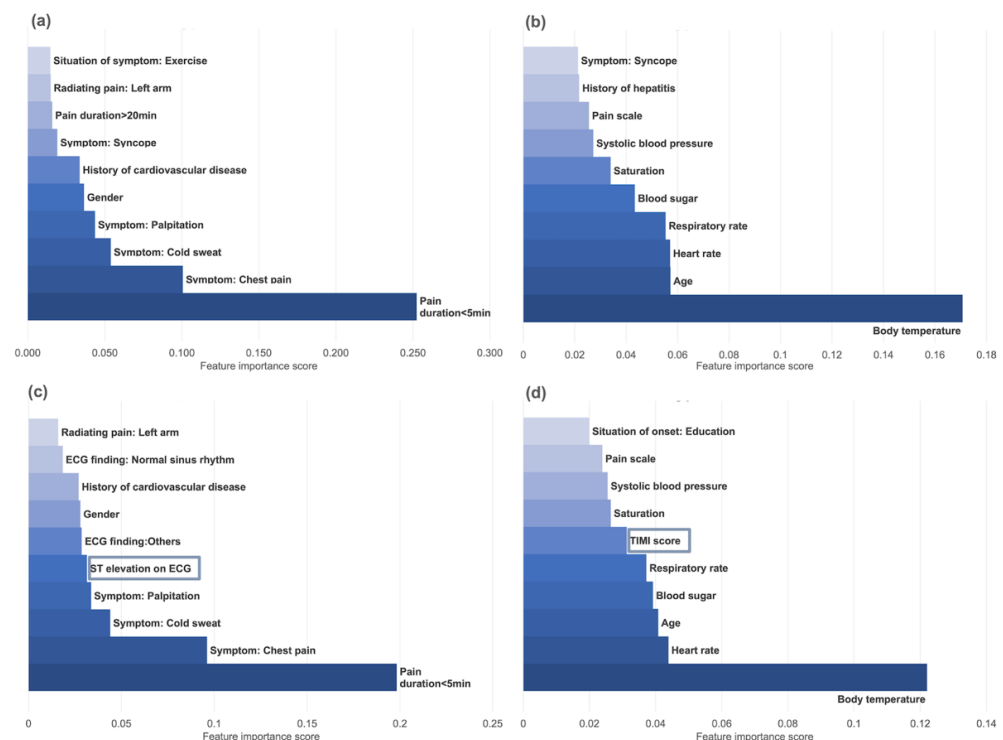 (a)
Situation of symptom: Exercise
Radiating pain: Left arm
Pain duration>20min
Symptom: Syncope
History of cardiovascular disease
Gender
Symptom: Palpitation
Symptom: Cold sweat
Symptom: Chest pain
Pain
duration<5min
0.000 0.050 0.100 0.150 0.200 0.250 0.300
Feature importance score
(b)
Symptom: Syncope
History of hepatitis
Pain scale
Systolic blood pressure
Saturation
Blood sugar
Respiratory rate
Heart rate
Age
Body temperature
0 0.02 0.04 0.06 0.08 0.1 0.12 0.14 0.16 0.18
Feature importance score
(c)
Radiating pain: Left arm
ECG finding: Normal sinus rhythm
History of cardiovascular disease
Gender
ECG finding:Others
ST elevation on ECG
Symptom: Palpitation
Symptom: Cold sweat
Symptom: Chest pain
Pain
duration<5min
0 0.05 0.1 0.15 0.2 0.25
Feature importance score
(d)
Situation of onset: Education
Pain scale
Systolic blood pressure
Saturation
TIMI score
Respiratory rate
Blood sugar
Age
Heart rate
Body temperature
0 0.02 0.04 0.06 0.08 0.1 0.12 0.14
Feature importance score